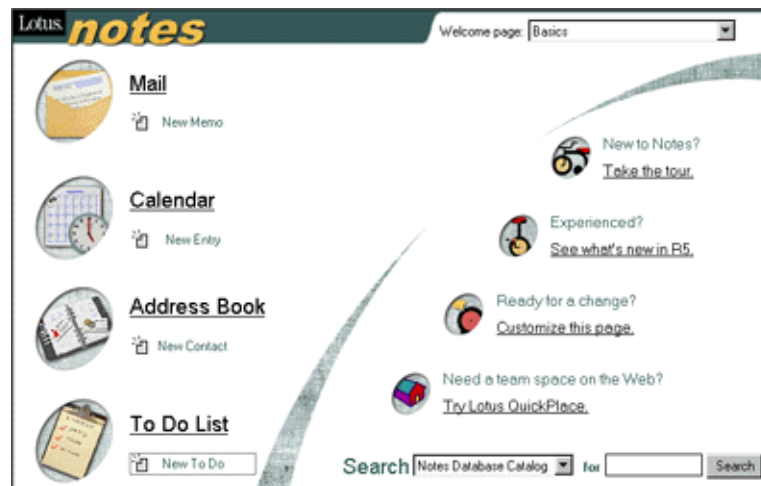 Lotus notes
Welcome page: Basics
Mail
New Memo
Calendar
New Entry
Address Book
New Contact
To Do List
New To Do
New to Notes?
Take the tour.
Experienced?
See what's new in R5.
Ready for a change?
Customize this page.
Need a team space on the Web?
Try Lotus QuickPlace.
Search Notes Database Catalog for Search